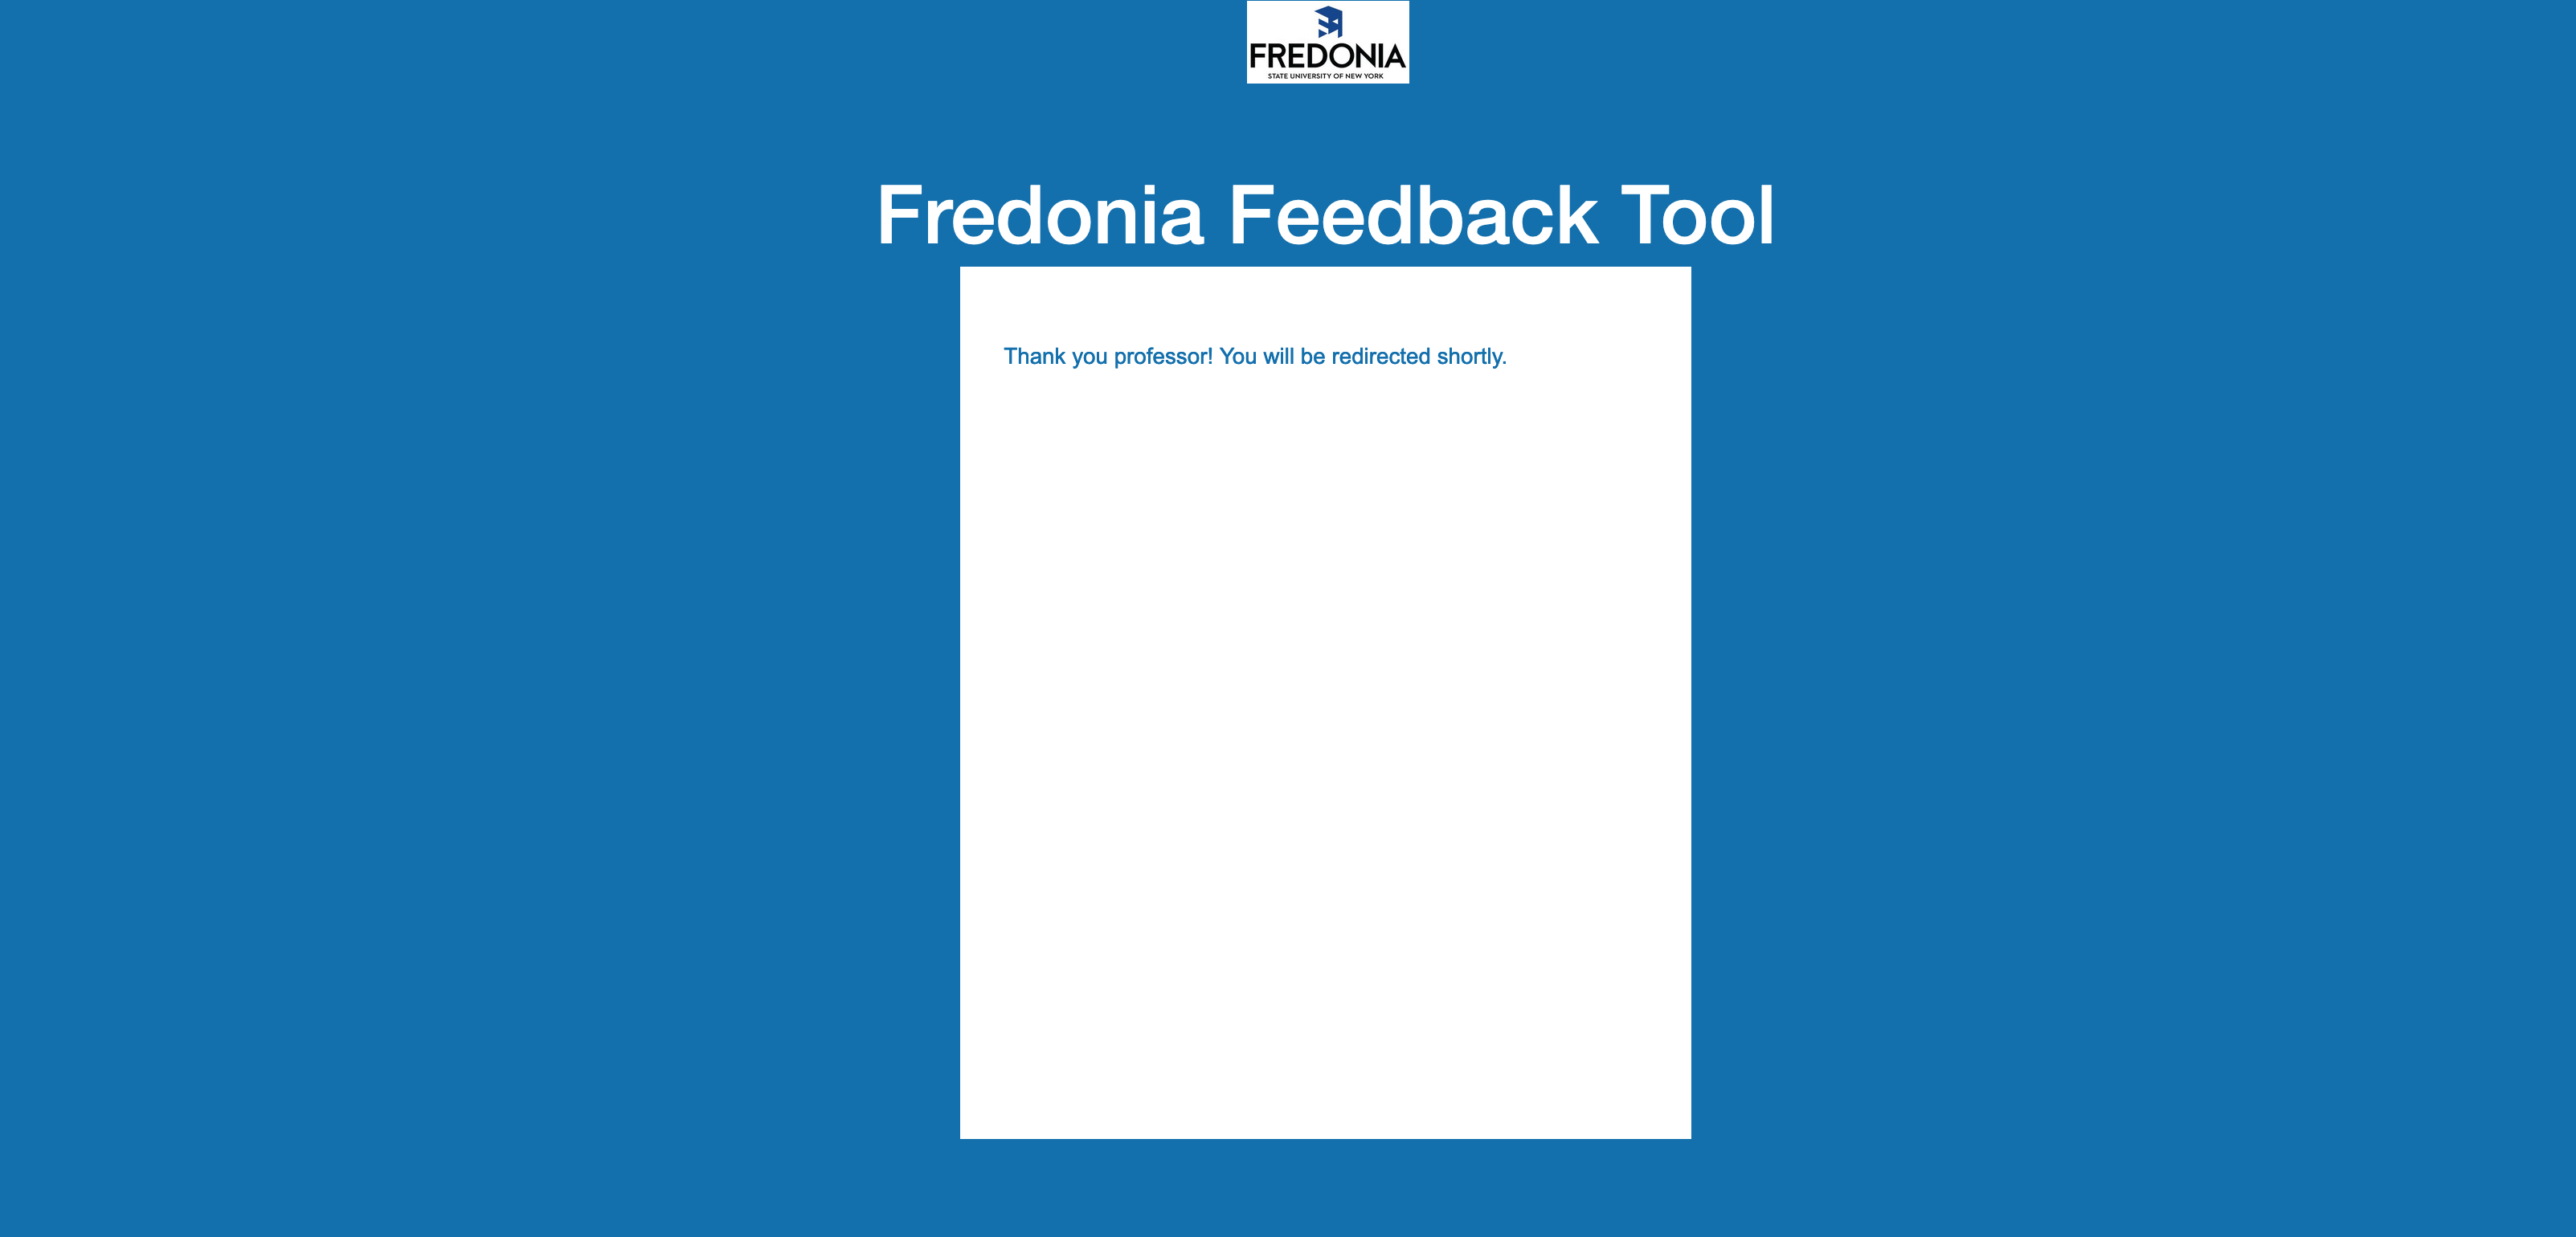 FREDONIA
STATE UNIVERSITY OF NEW YORK
Fredonia Feedback Tool
Thank you professor! You will be redirected shortly.